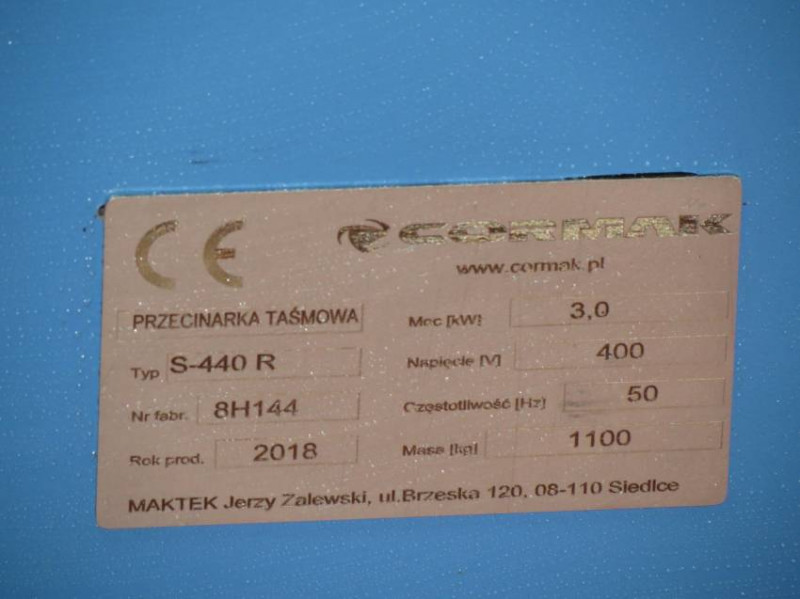 CE CORMAK
www.cormak.pl
PRZECINARKA TAŚMOWA Moc [kW] 3,0
Typ S-440 R Napięcie [V] 400
Nr fabr. 8H144 Częstotliwość [Hz] 50
Rok prod. 2018 Masa [kg] 1100
MAKTEK Jerzy Zalewski, ul.Brzeska 120, 08-110 Siedlce